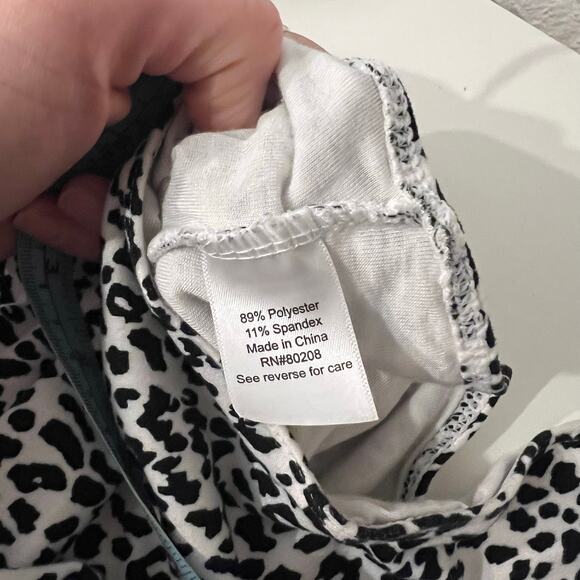 89% Polyester
11% Spandex
Made in China
RN#80208
See reverse for care